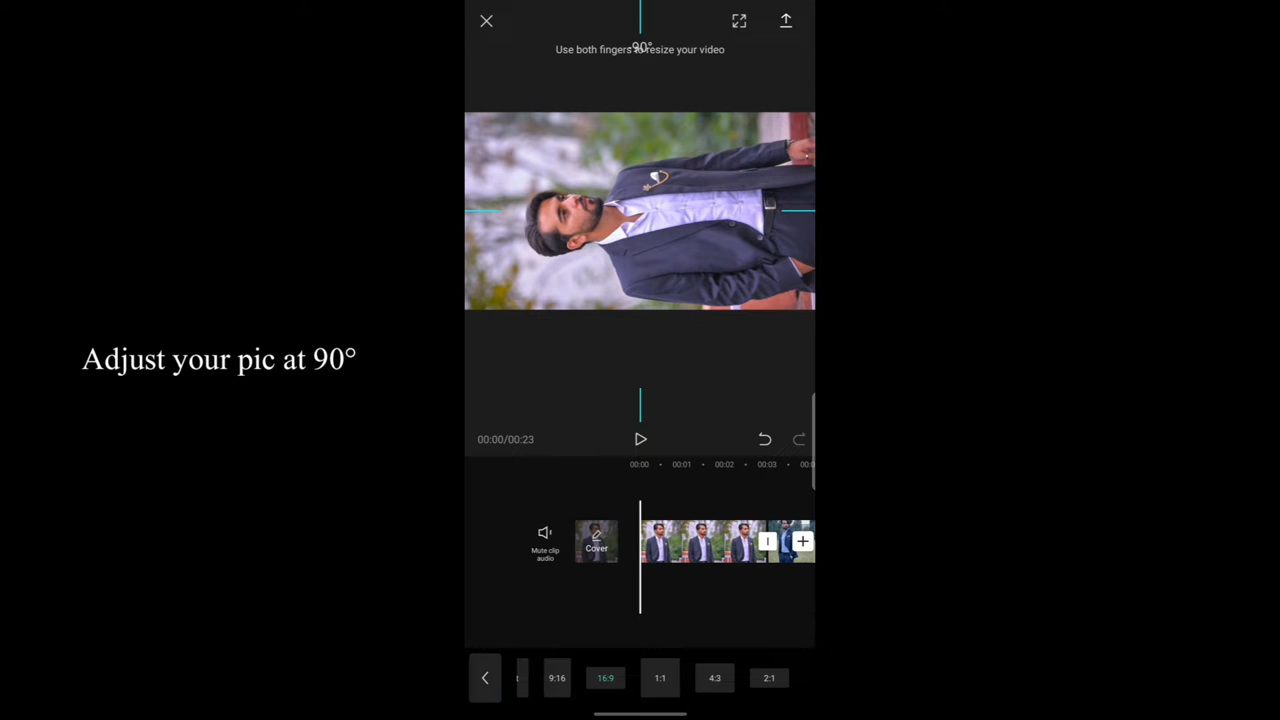 Use both fingers to resize your video
-90°
Adjust your pic at 90°
00:00/00:23
00:00 00:01 00:02 00:03
Mute clip
audio
Cover
9:16 16:9 1:1 4:3 2:1